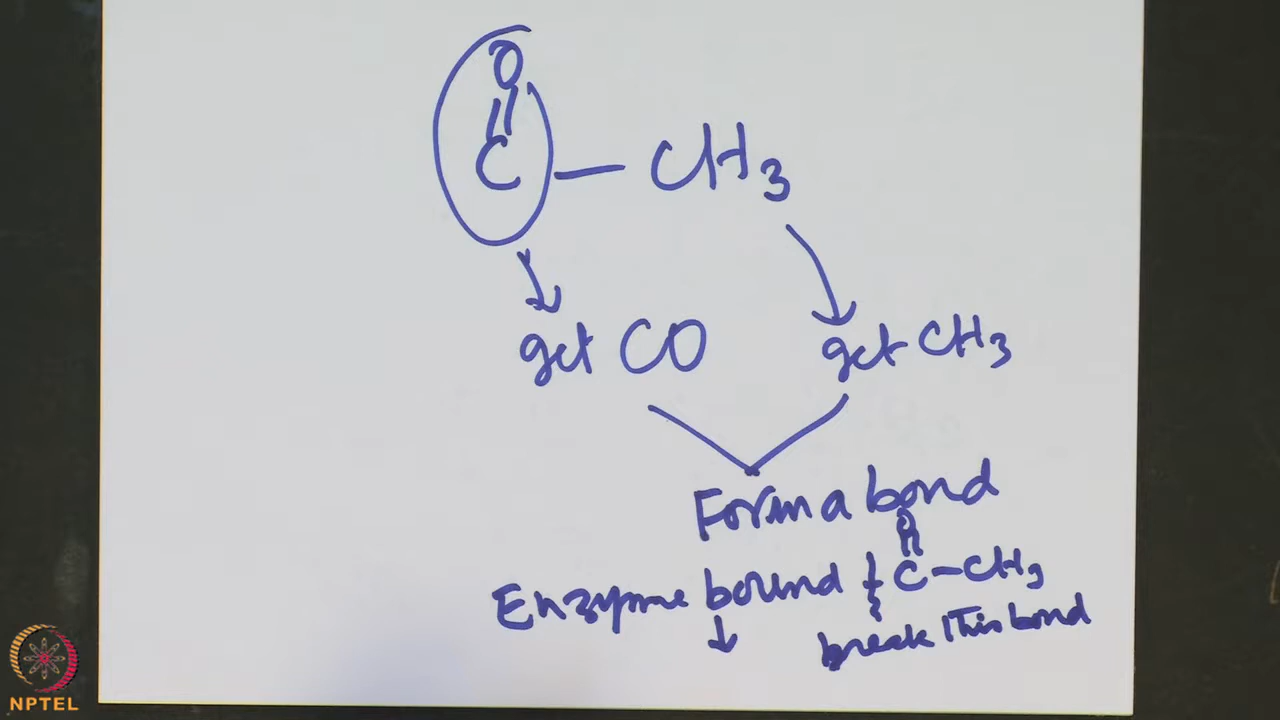 O
||
C — CH3
get CO get CH3
Form a bond
O
||
Enzyme bound C-CH3
break this bond
NPTEL